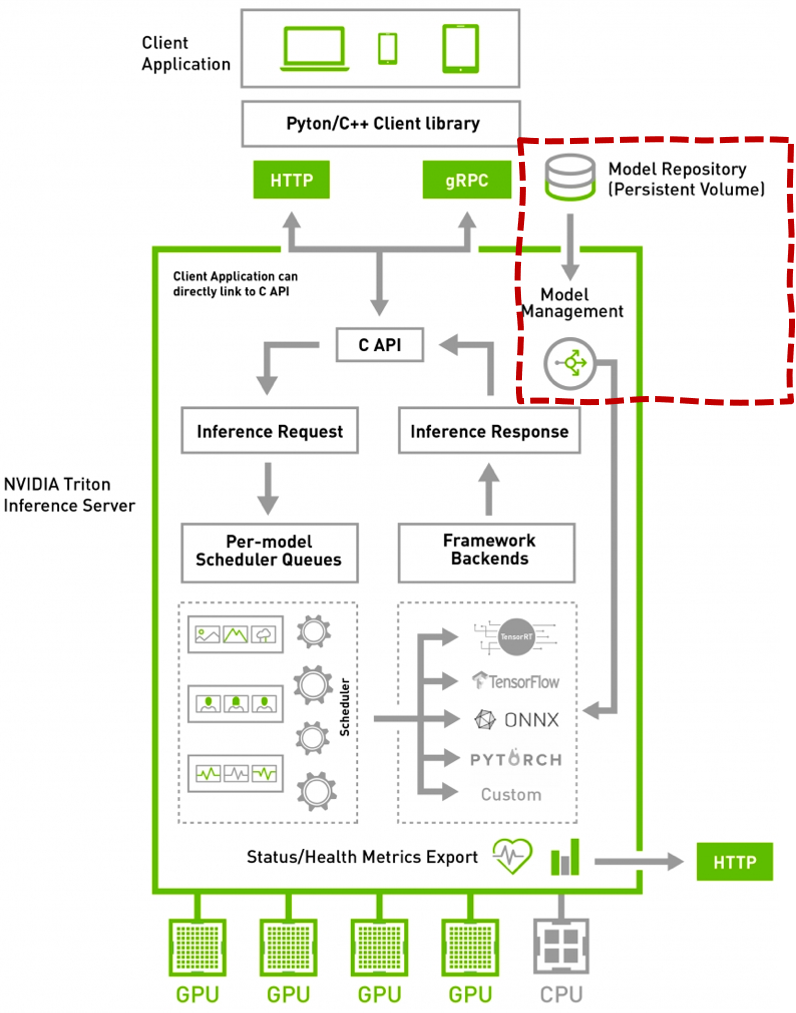 Client
Application
Pyton/C++ Client library
HTTP
gRPC
Model Repository
(Persistent Volume)
Client Application can
directly link to C API
Model
Management
C API
Inference Request
Inference Response
NVIDIA Triton
Inference Server
Per-model
Scheduler Queues
Framework
Backends
Scheduler
TensorRT
TensorFlow
ONNX
PYTORCH
Custom
Status/Health Metrics Export
HTTP
GPU
GPU
GPU
GPU
CPU